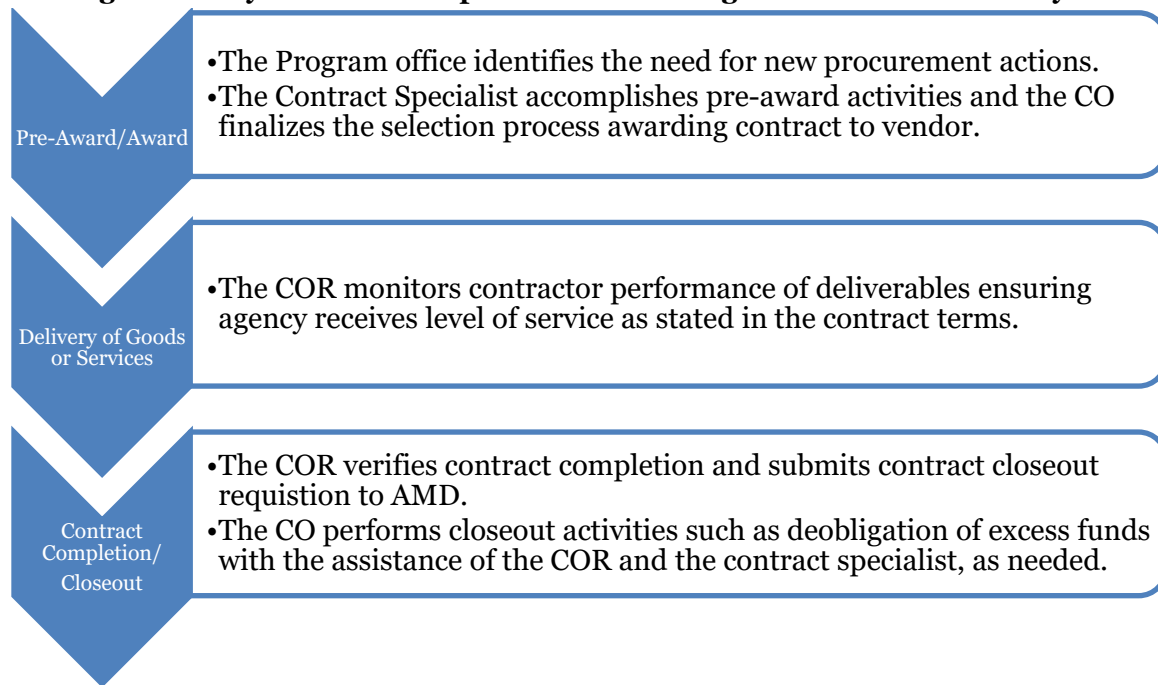 Pre-Award/Award
•The Program office identifies the need for new procurement actions.
•The Contract Specialist accomplishes pre-award activities and the CO
finalizes the selection process awarding contract to vendor.
Delivery of Goods
or Services
•The COR monitors contractor performance of deliverables ensuring
agency receives level of service as stated in the contract terms.
Contract
Completion/
Closeout
•The COR verifies contract completion and submits contract closeout
requistion to AMD.
•The CO performs closeout activities such as deobligation of excess funds
with the assistance of the COR and the contract specialist, as needed.